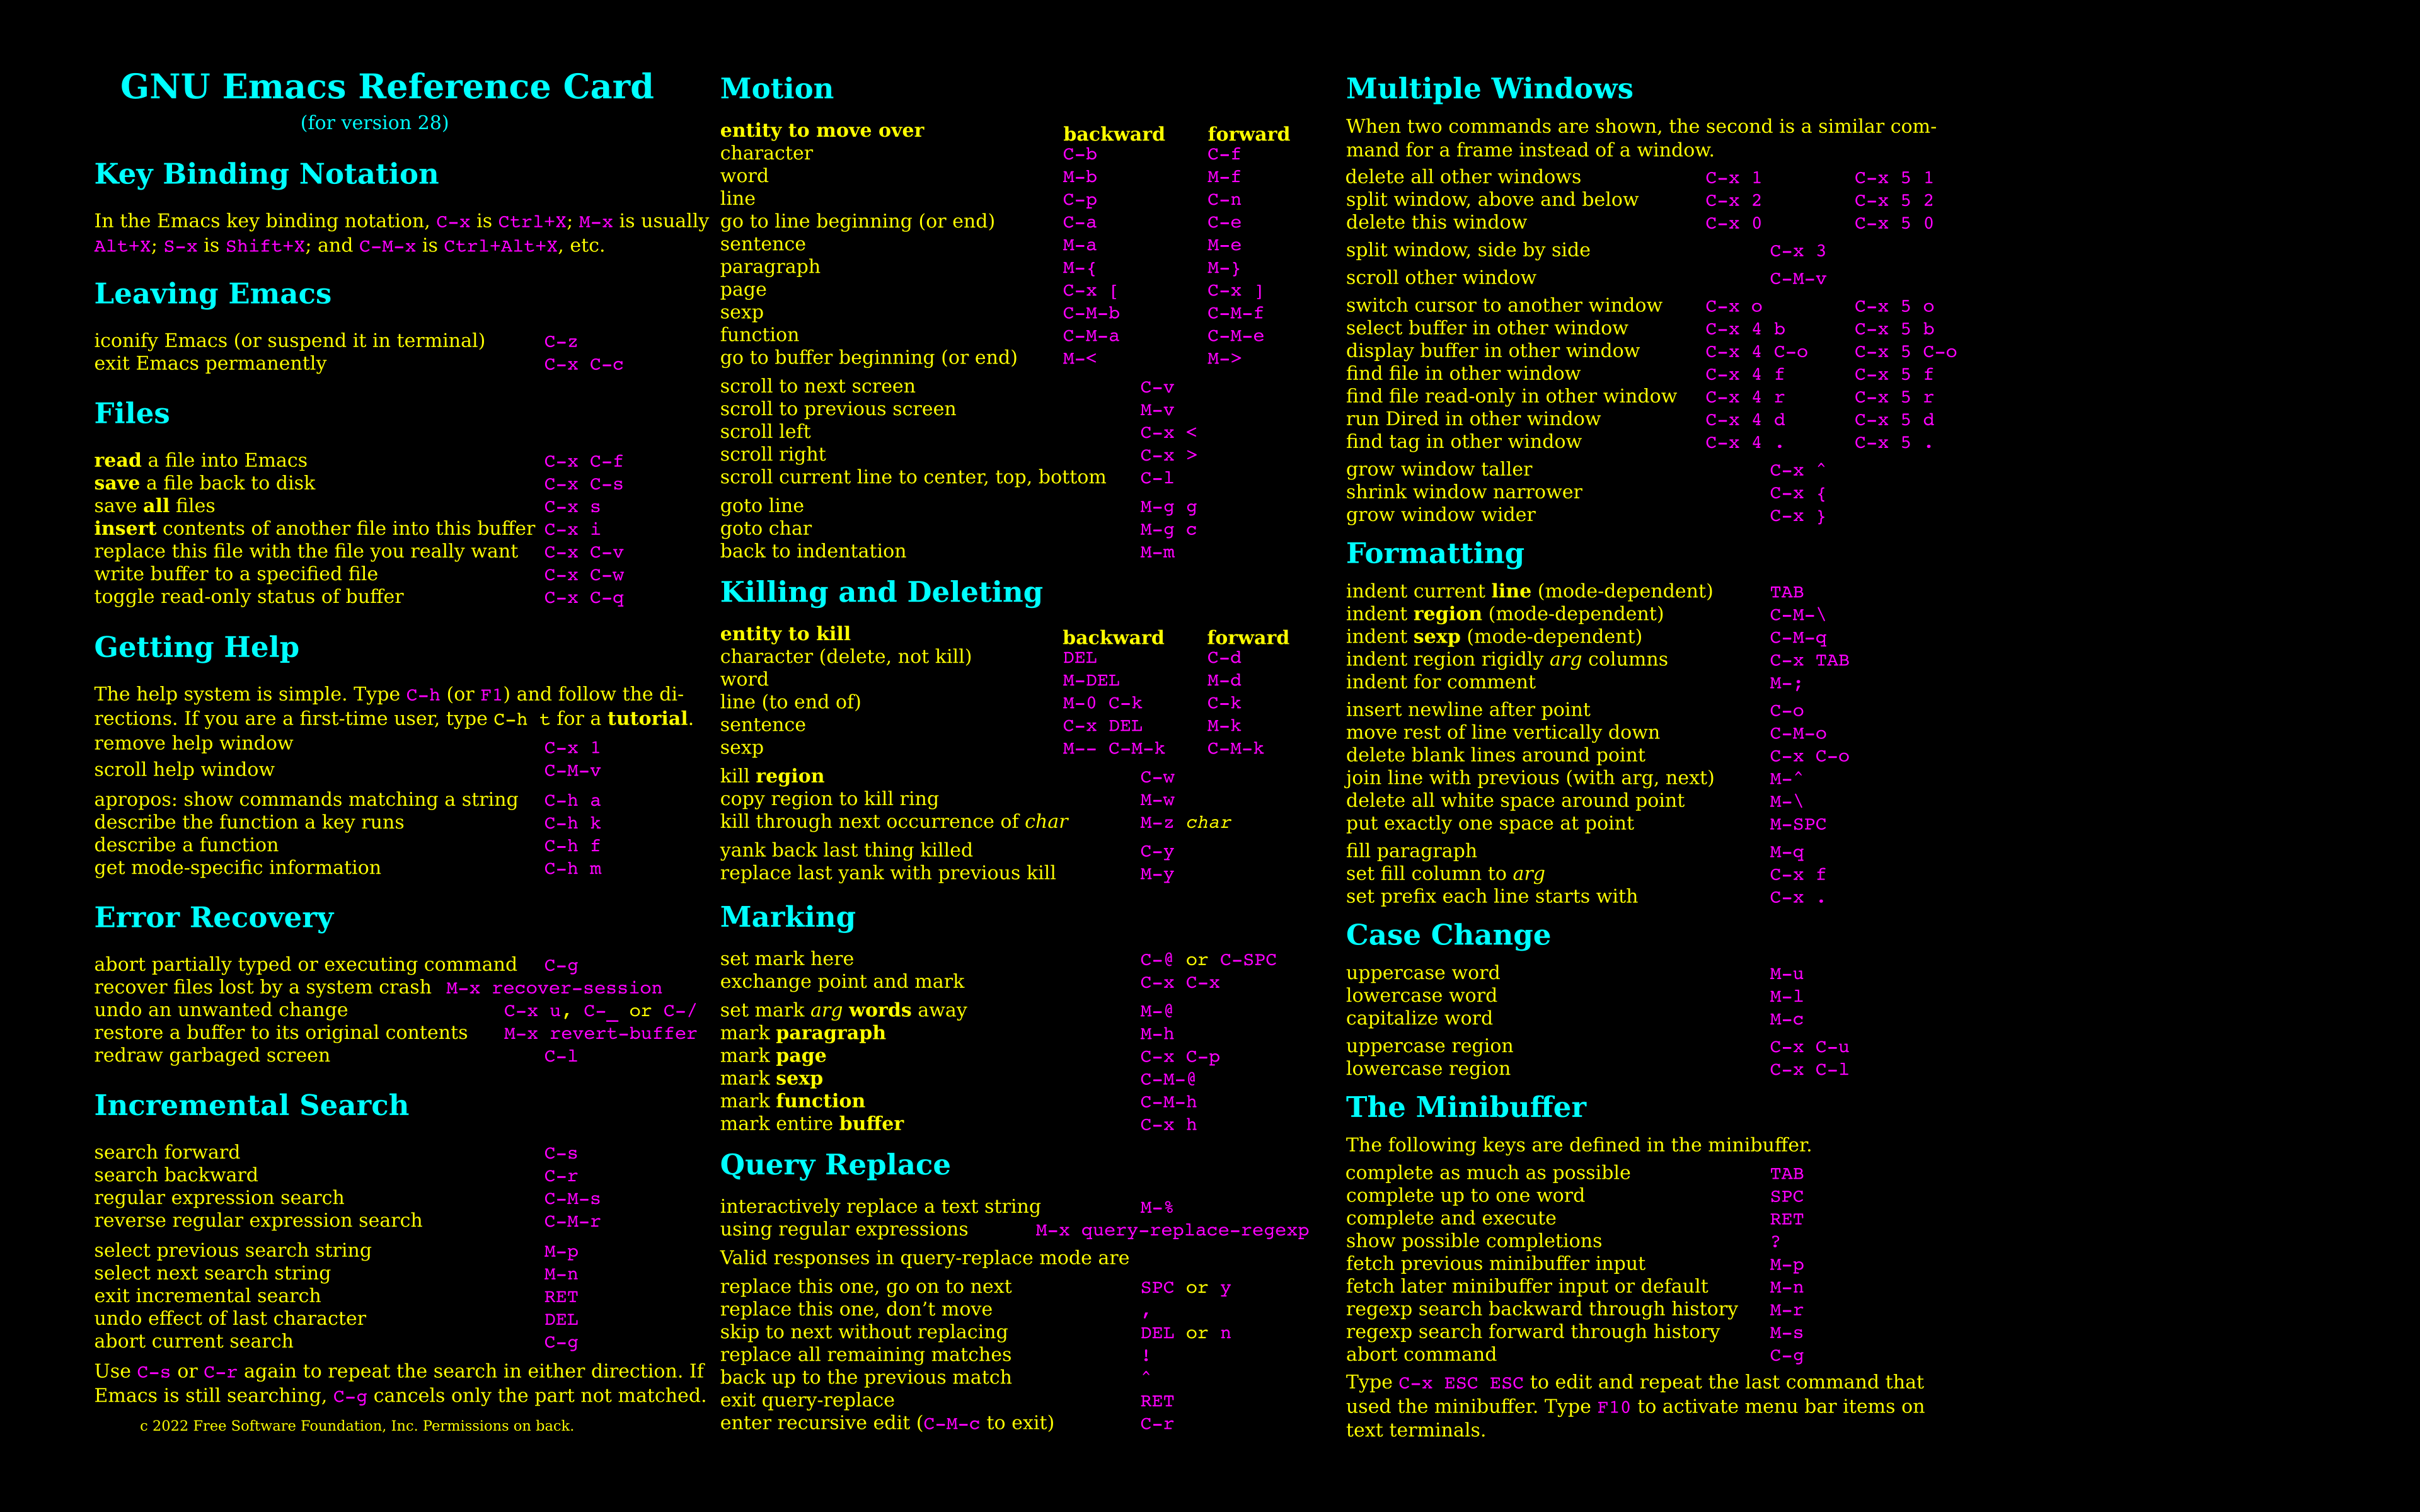 GNU Emacs Reference Card
(for version 28)
Key Binding Notation
In the Emacs key binding notation, C-x is Ctrl+X; M-x is usually
Alt+X; S-x is Shift+X; and C-M-x is Ctrl+Alt+X, etc.
Leaving Emacs
iconify Emacs (or suspend it in terminal) C-z
exit Emacs permanently C-x C-c
Files
read a file into Emacs C-x C-f
save a file back to disk C-x C-s
save all files C-x s
insert contents of another file into this buffer C-x i
replace this file with the file you really want C-x C-v
write buffer to a specified file C-x C-w
toggle read-only status of buffer C-x C-q
Getting Help
The help system is simple. Type C-h (or F1) and follow the di-
rections. If you are a first-time user, type C-h t for a tutorial.
remove help window C-x 1
scroll help window C-M-v
apropos: show commands matching a string C-h a
describe the function a key runs C-h k
describe a function C-h f
get mode-specific information C-h m
Error Recovery
abort partially typed or executing command C-g
recover files lost by a system crash M-x recover-session
undo an unwanted change C-x u, C-_ or C-/
restore a buffer to its original contents M-x revert-buffer
redraw garbaged screen C-l
Incremental Search
search forward C-s
search backward C-r
regular expression search C-M-s
reverse regular expression search C-M-r
select previous search string M-p
select next search string M-n
exit incremental search RET
undo effect of last character DEL
abort current search C-g
Use C-s or C-r again to repeat the search in either direction. If
Emacs is still searching, C-g cancels only the part not matched.
c 2022 Free Software Foundation, Inc. Permissions on back.
Motion
entity to move over backward forward
character C-b C-f
word M-b M-f
line C-p C-n
go to line beginning (or end) C-a C-e
sentence M-a M-e
paragraph M-{ M-}
page C-x [ C-x ]
sexp C-M-b C-M-f
function C-M-a C-M-e
go to buffer beginning (or end) M-< M->
scroll to next screen C-v
scroll to previous screen M-v
scroll left C-x <
scroll right C-x >
scroll current line to center, top, bottom C-l
goto line M-g g
goto char M-g c
back to indentation M-m
Killing and Deleting
entity to kill backward forward
character (delete, not kill) DEL C-d
word M-DEL M-d
line (to end of) M-0 C-k C-k
sentence C-x DEL M-k
sexp M-- C-M-k C-M-k
kill region C-w
copy region to kill ring M-w
kill through next occurrence of char M-z char
yank back last thing killed C-y
replace last yank with previous kill M-y
Marking
set mark here C-@ or C-SPC
exchange point and mark C-x C-x
set mark arg words away M-@
mark paragraph M-h
mark page C-x C-p
mark sexp C-M-@
mark function C-M-h
mark entire buffer C-x h
Query Replace
interactively replace a text string M-%
using regular expressions M-x query-replace-regexp
Valid responses in query-replace mode are
replace this one, go on to next SPC or y
replace this one, don’t move ,
skip to next without replacing DEL or n
replace all remaining matches !
back up to the previous match ^
exit query-replace RET
enter recursive edit (C-M-c to exit) C-r
Multiple Windows
When two commands are shown, the second is a similar com-
mand for a frame instead of a window.
delete all other windows C-x 1 C-x 5 1
split window, above and below C-x 2 C-x 5 2
delete this window C-x 0 C-x 5 0
split window, side by side C-x 3
scroll other window C-M-v
switch cursor to another window C-x o C-x 5 o
select buffer in other window C-x 4 b C-x 5 b
display buffer in other window C-x 4 C-o C-x 5 C-o
find file in other window C-x 4 f C-x 5 f
find file read-only in other window C-x 4 r C-x 5 r
run Dired in other window C-x 4 d C-x 5 d
find tag in other window C-x 4 . C-x 5 .
grow window taller C-x ^
shrink window narrower C-x {
grow window wider C-x }
Formatting
indent current line (mode-dependent) TAB
indent region (mode-dependent) C-M-\
indent sexp (mode-dependent) C-M-q
indent region rigidly arg columns C-x TAB
indent for comment M-;
insert newline after point C-o
move rest of line vertically down C-M-o
delete blank lines around point C-x C-o
join line with previous (with arg, next) M-^
delete all white space around point M-\
put exactly one space at point M-SPC
fill paragraph M-q
set fill column to arg C-x f
set prefix each line starts with C-x .
Case Change
uppercase word M-u
lowercase word M-l
capitalize word M-c
uppercase region C-x C-u
lowercase region C-x C-l
The Minibuffer
The following keys are defined in the minibuffer.
complete as much as possible TAB
complete up to one word SPC
complete and execute RET
show possible completions ?
fetch previous minibuffer input M-p
fetch later minibuffer input or default M-n
regexp search backward through history M-r
regexp search forward through history M-s
abort command C-g
Type C-x ESC ESC to edit and repeat the last command that
used the minibuffer. Type F10 to activate menu bar items on
text terminals.